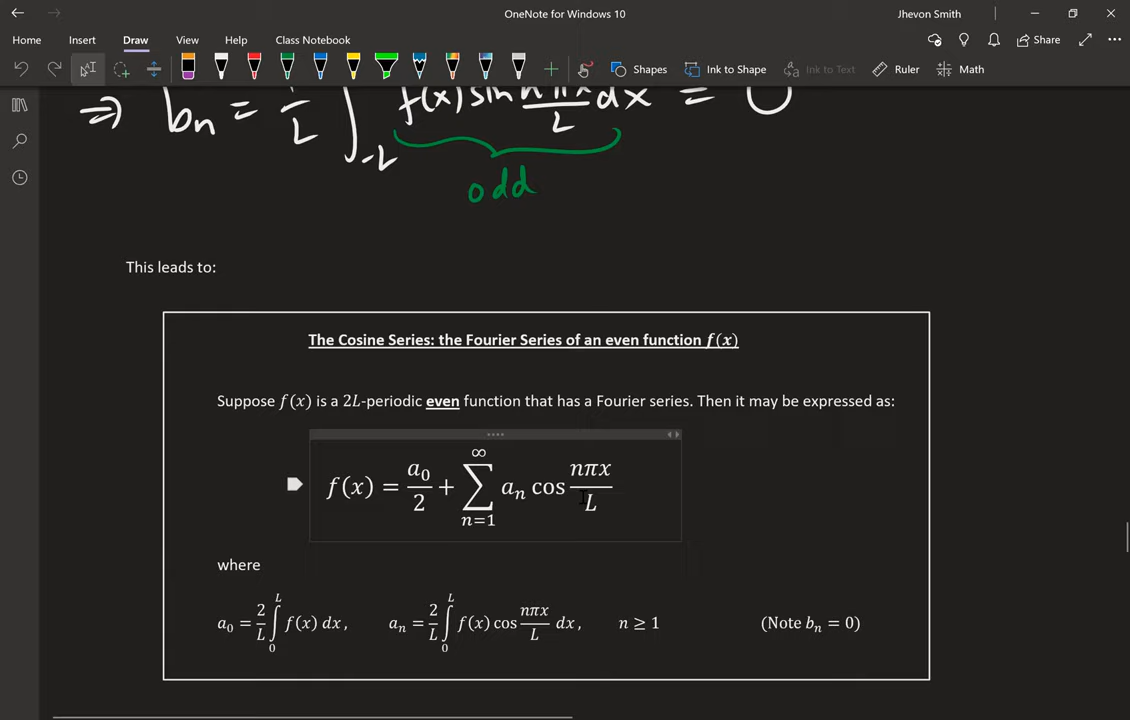 OneNote for Windows 10
Jhevon Smith
Home Insert Draw View Help Class Notebook
Share
Shapes Ink to Shape Ink to Text Ruler Math
⇒ bₙ = 1/L ∫_{-L} f(x) sin nπx/L dx = 0
odd
This leads to:
The Cosine Series: the Fourier Series of an even function f(x)
Suppose f(x) is a 2L-periodic even function that has a Fourier series. Then it may be expressed as:
f(x) = a₀/2 + ∑_{n=1}^{∞} aₙ cos nπx/L
where
a₀ = 2/L ∫_0^L f(x) dx, aₙ = 2/L ∫_0^L f(x) cos nπx/L dx, n ≥ 1 (Note bₙ = 0)